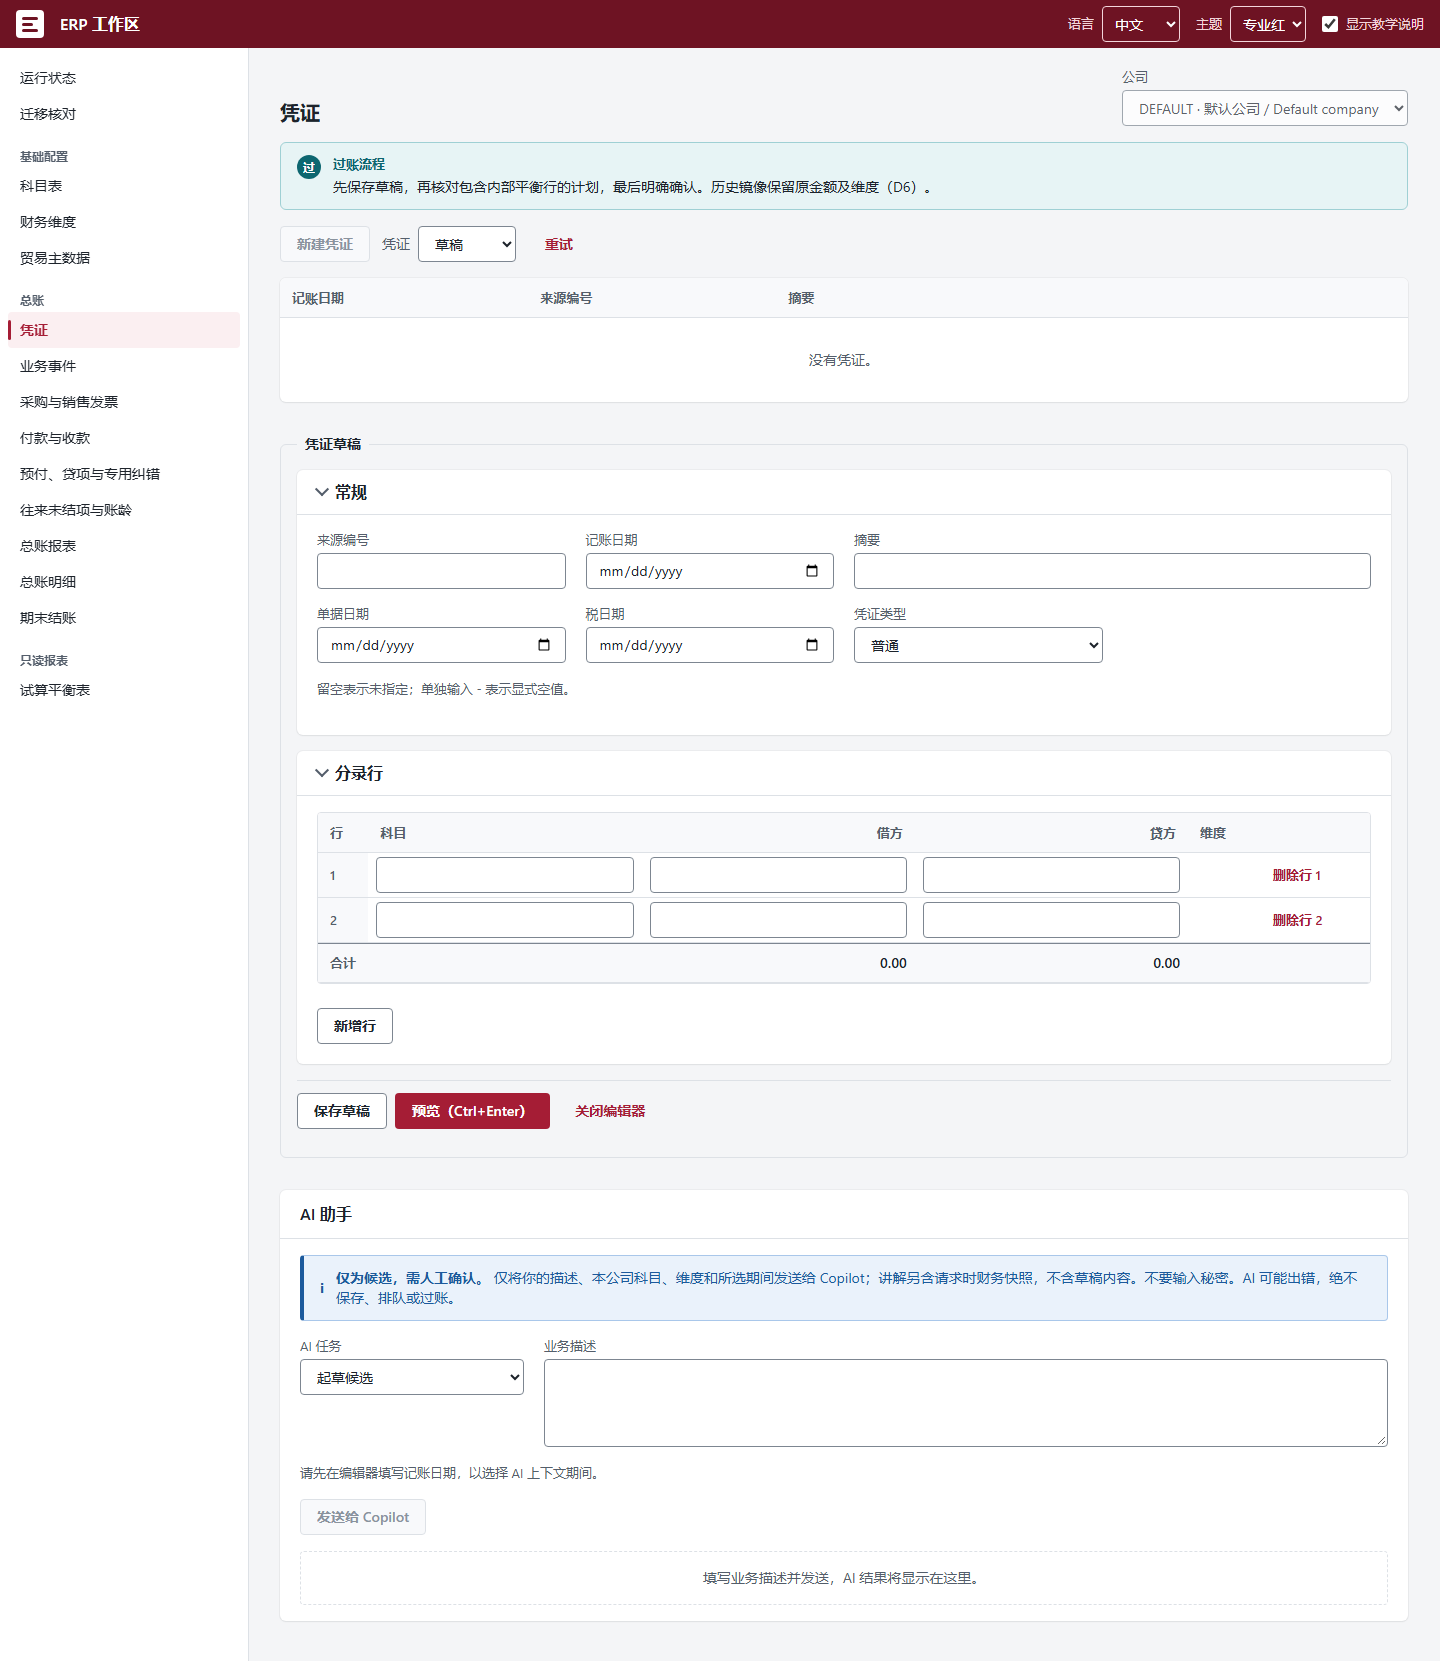 ERP 工作区
语言 中文 主题 专业红 显示教学说明
运行状态
迁移核对
基础配置
科目表
财务维度
贸易主数据
总账
凭证
业务事件
采购与销售发票
付款与收款
预付、贷项与专用纠错
往来未结项与账龄
总账报表
总账明细
期末结账
只读报表
试算平衡表
公司
凭证
DEFAULT · 默认公司 / Default company
过 过账流程
先保存草稿，再核对包含内部平衡行的计划，最后明确确认。历史镜像保留原金额及维度（D6）。
新建凭证 凭证 草稿 重试
记账日期 来源编号 摘要
没有凭证。
凭证草稿
常规
来源编号 记账日期 摘要
mm/dd/yyyy
单据日期 税日期 凭证类型
mm/dd/yyyy mm/dd/yyyy 普通
留空表示未指定；单独输入 - 表示显式空值。
分录行
行 科目 借方 贷方 维度
1 删除行 1
2 删除行 2
合计 0.00 0.00
新增行
保存草稿 预览（Ctrl+Enter） 关闭编辑器
AI 助手
i 仅为候选，需人工确认。 仅将你的描述、本公司科目、维度和所选期间发送给 Copilot；讲解另含请求时财务快照，不含草稿内容。不要输入秘密。AI 可能出错，绝不
保存、排队或过账。
AI 任务 业务描述
起草候选
请先在编辑器填写记账日期，以选择 AI 上下文期间。
发送给 Copilot
填写业务描述并发送，AI 结果将显示在这里。